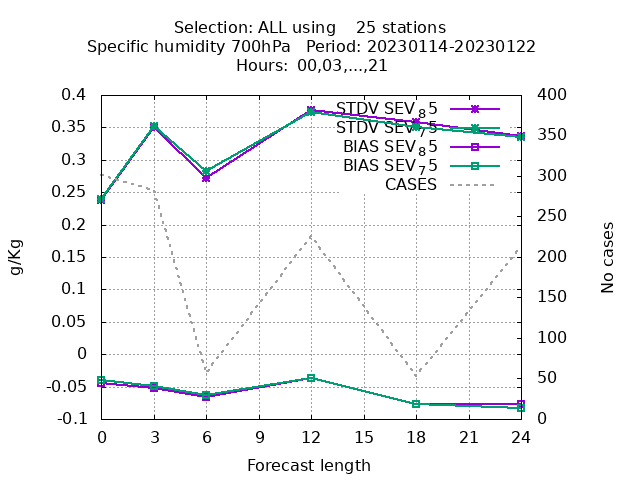 Selection: ALL using    25 stations
Specific humidity 700hPa   Period: 20230114-20230122
Hours: 00,03,...,21
0.4
0.35
0.3
0.25
0.2
0.15
0.1
0.05
0
-0.05
-0.1
400
350
300
250
200
150
100
50
0
STDV SEV85
STDV SEV75
BIAS SEV85
BIAS SEV75
CASES
g/Kg
No cases
0 3 6 9 12 15 18 21 24
Forecast length